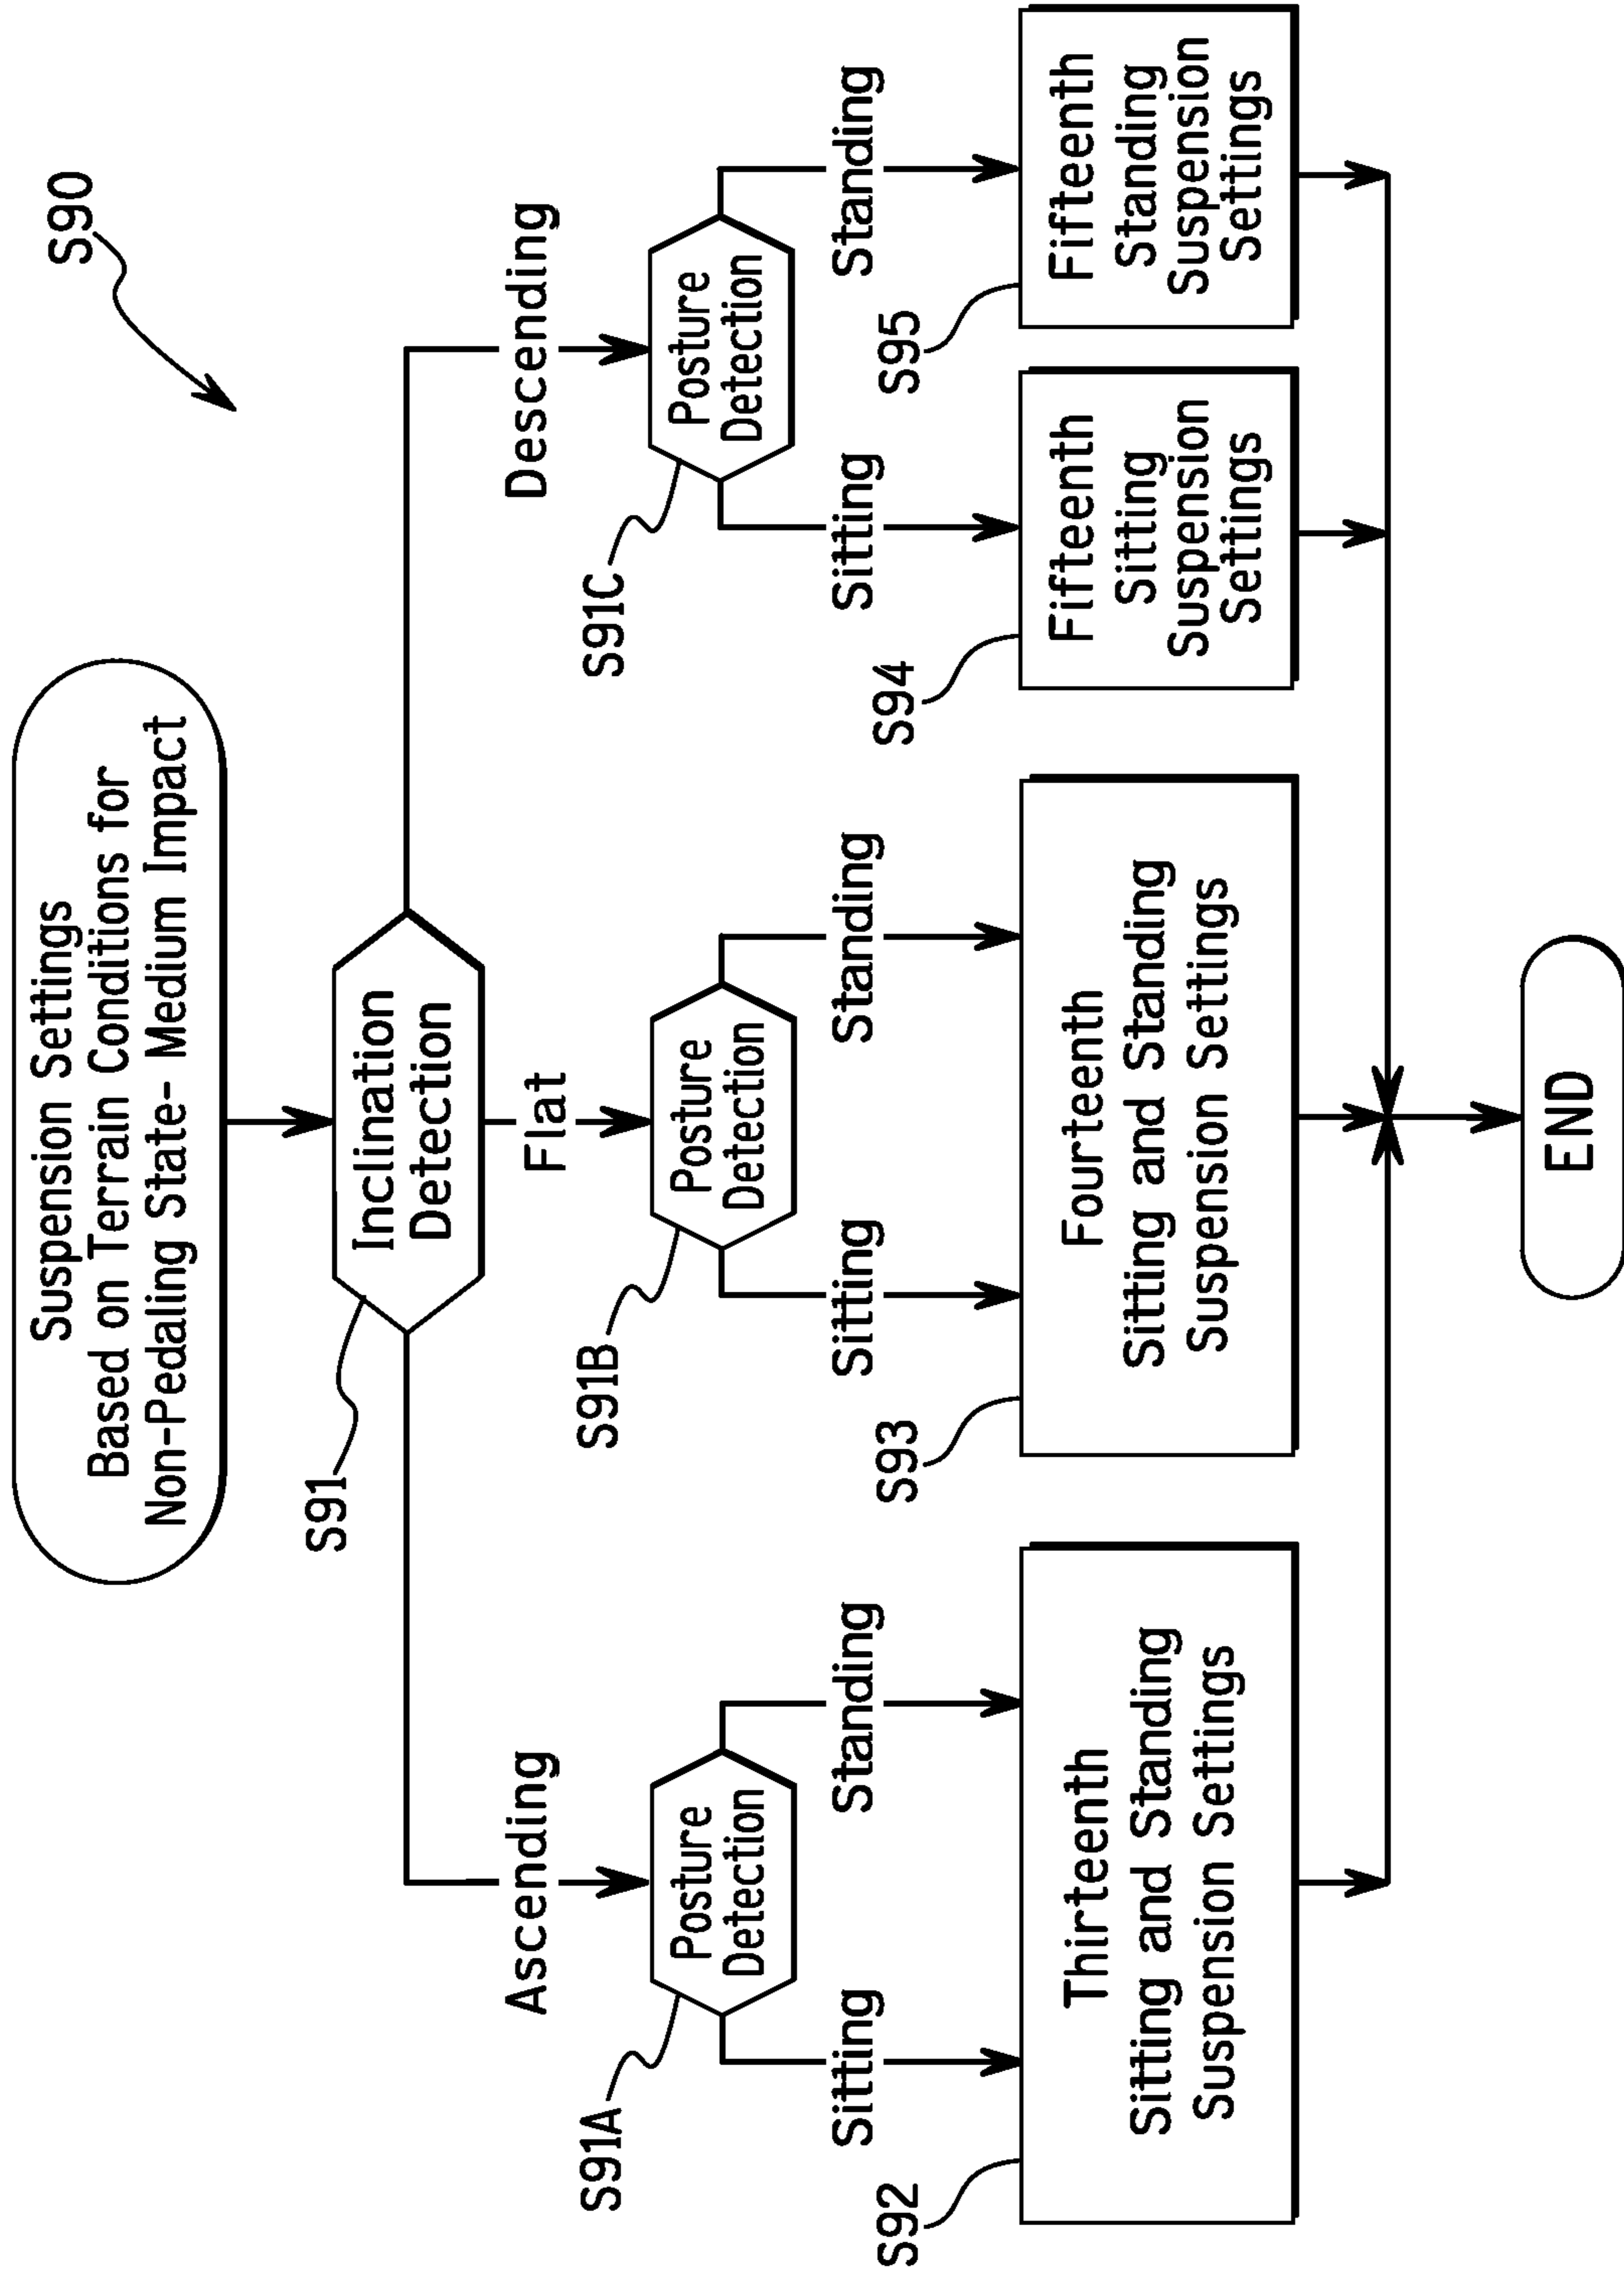 S90
Suspension Settings
Based on Terrain Conditions for
Non-Pedaling State- Medium Impact
S91
Inclination
Detection
Ascending
Flat
Descending
S91A
Posture
Detection
S91B
Posture
Detection
S91C
Posture
Detection
Sitting
Standing
Sitting
Standing
Sitting
Standing
S92
Thirteenth
Sitting and Standing
Suspension Settings
S93
Fourteenth
Sitting and Standing
Suspension Settings
S94
Fifteenth
Sitting
Suspension
Settings
S95
Fifteenth
Standing
Suspension
Settings
END